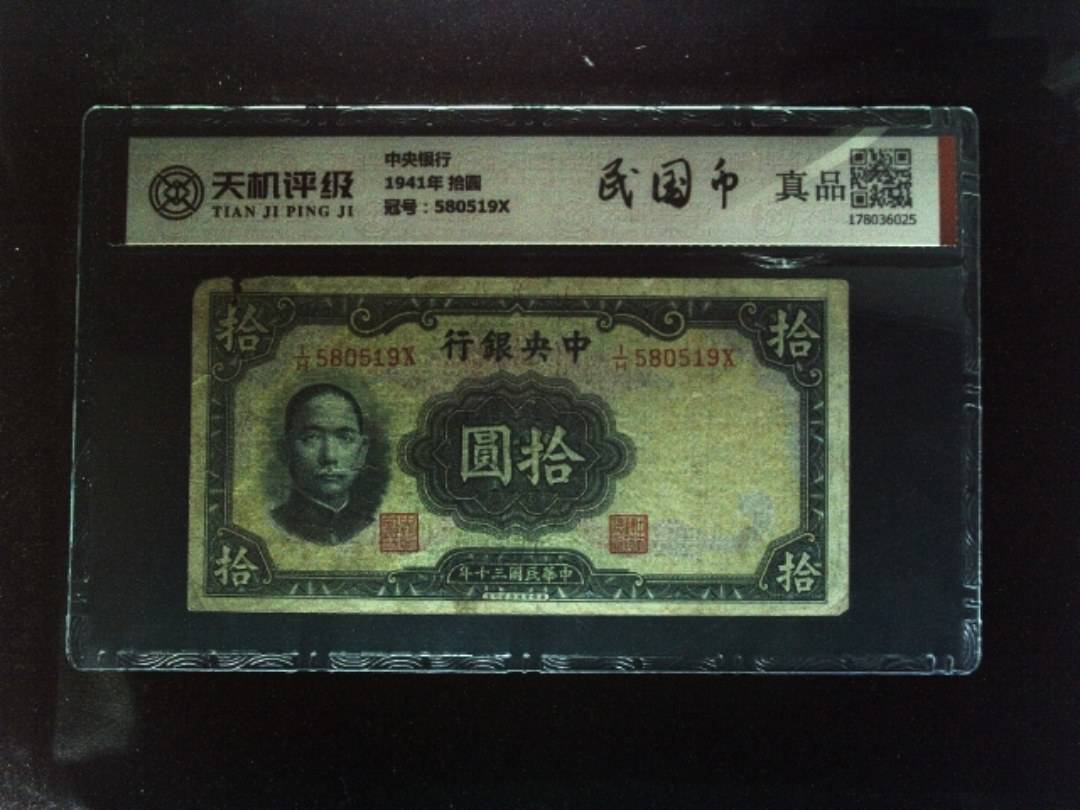 天机评级
TIAN JI PING JI
中央银行
1941年 拾圆
冠号：580519X
民国币
真品
178036025
拾
拾
行銀央中
580519X
580519X
圓拾
拾
拾
年十三國民華中